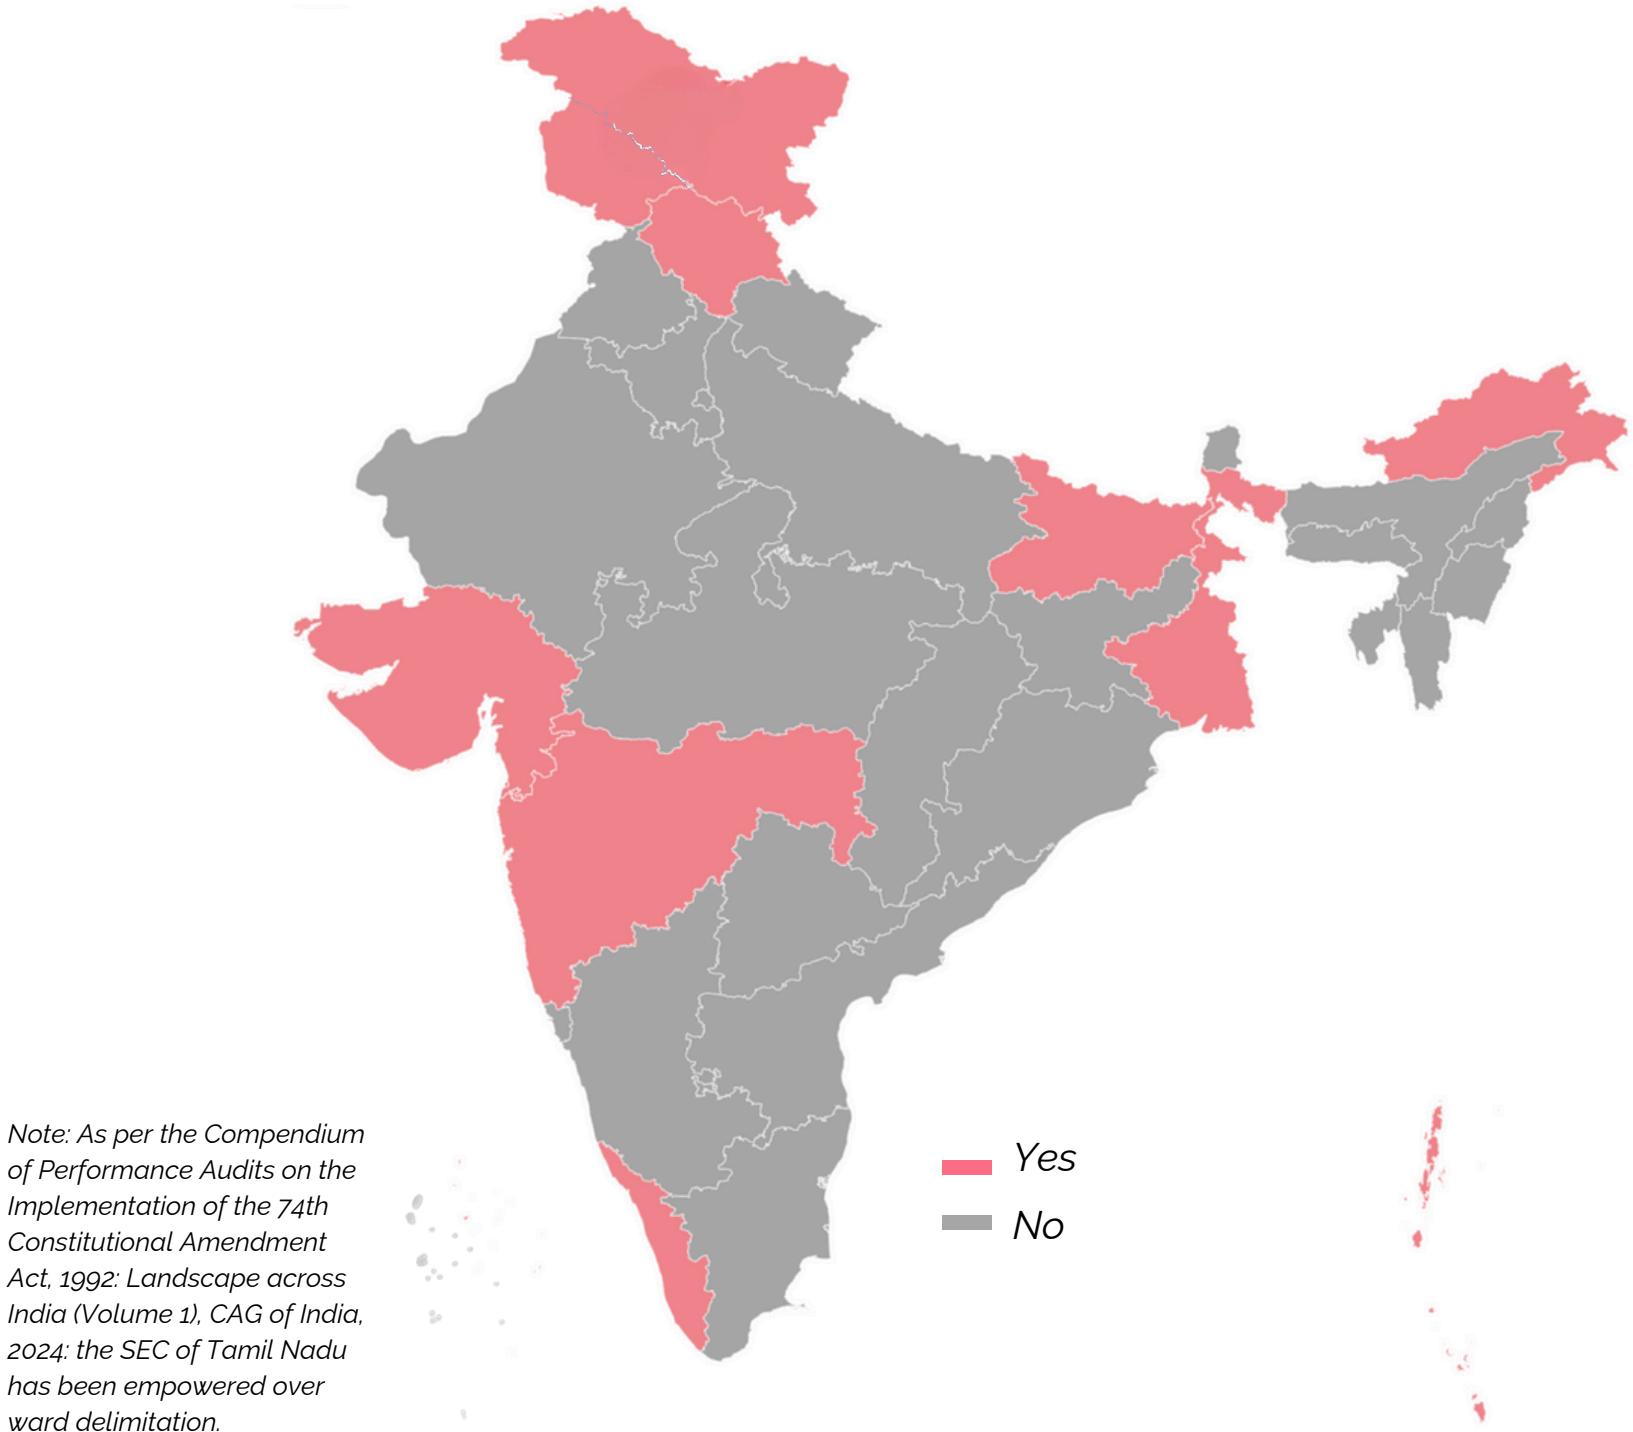 Note: As per the Compendium
of Performance Audits on the
Implementation of the 74th
Constitutional Amendment
Act, 1992: Landscape across
India (Volume 1), CAG of India,
2024: the SEC of Tamil Nadu
has been empowered over
ward delimitation.
Yes
No